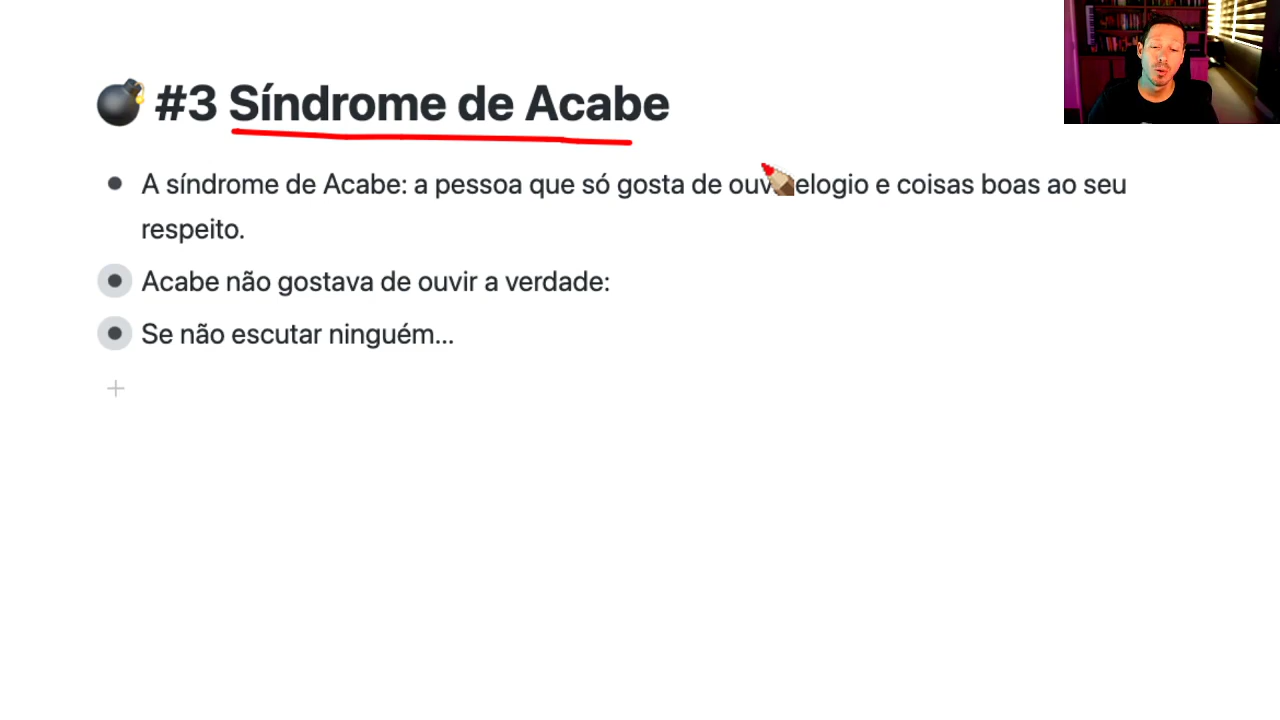 #3 Síndrome de Acabe
A síndrome de Acabe: a pessoa que só gosta de elogio e coisas boas ao seu
respeito.
Acabe não gostava de ouvir a verdade:
Se não escutar ninguém...